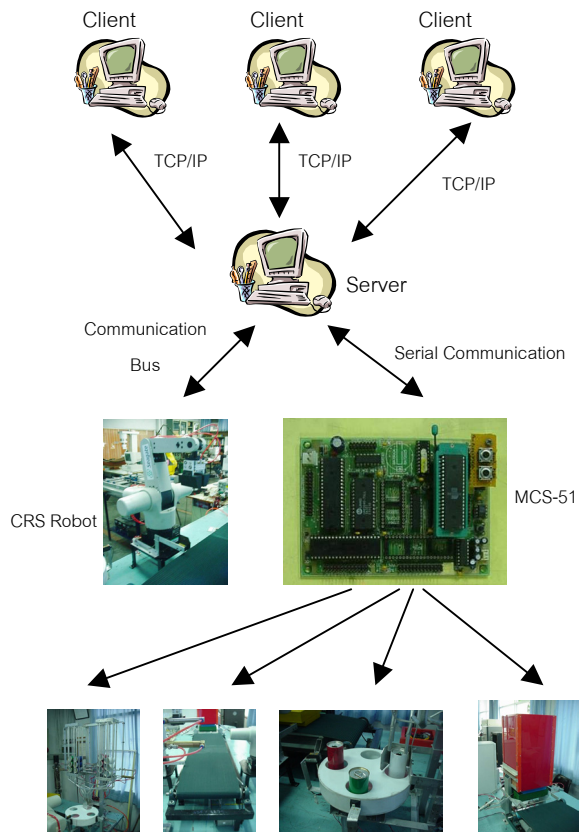 Client
Client
Client
TCP/IP
TCP/IP
TCP/IP
Server
Communication
Bus
Serial Communication
CRS Robot
MCS-51